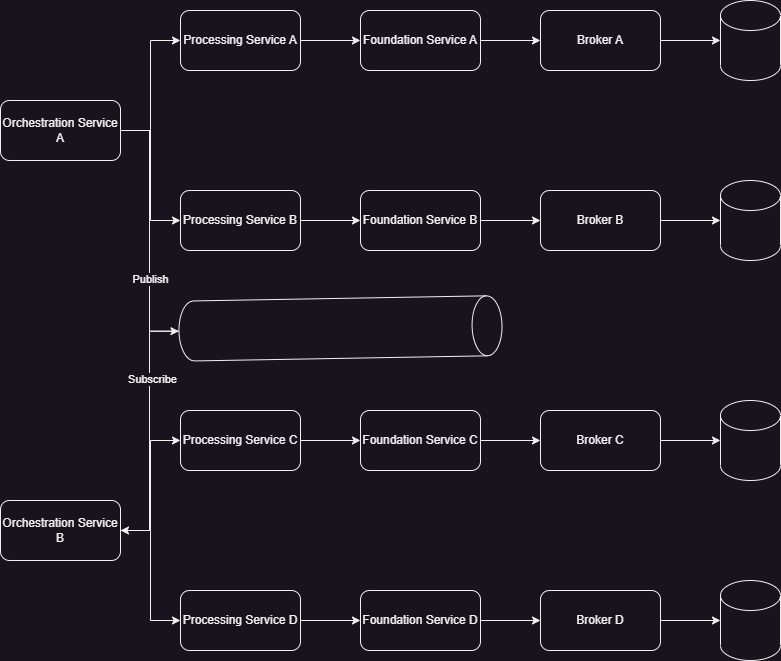 Processing Service A
Foundation Service A
Broker A
Orchestration Service
A
Processing Service B
Foundation Service B
Broker B
Publish
Subscribe
Processing Service C
Foundation Service C
Broker C
Orchestration Service
B
Processing Service D
Foundation Service D
Broker D